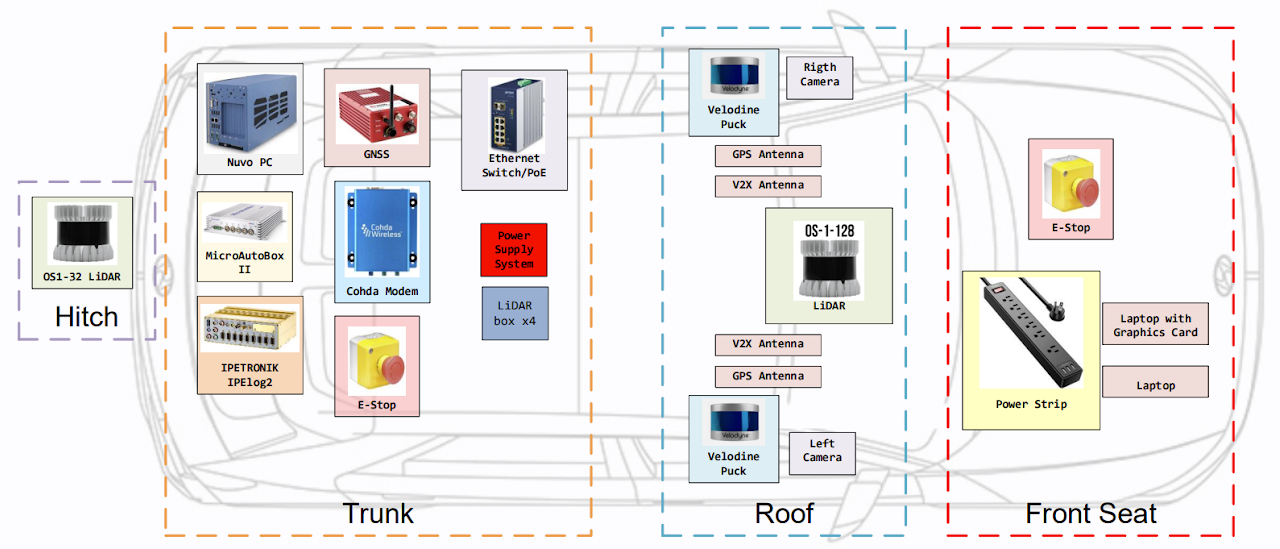 OS1-32 LiDAR
Hitch
Nuvo PC
GNSS
Ethernet
Switch/PoE
MicroAutoBox
II
Cohda
Wireless
Cohda Modem
Power
Supply
System
LiDAR
box x4
IPETRONIK
IPElog2
E-Stop
Trunk
Velodyne
Velodine
Puck
Rigth
Camera
GPS Antenna
V2X Antenna
OS-1-128
LiDAR
V2X Antenna
GPS Antenna
Velodyne
Velodine
Puck
Left
Camera
Roof
E-Stop
Power Strip
Laptop with
Graphics Card
Laptop
Front Seat